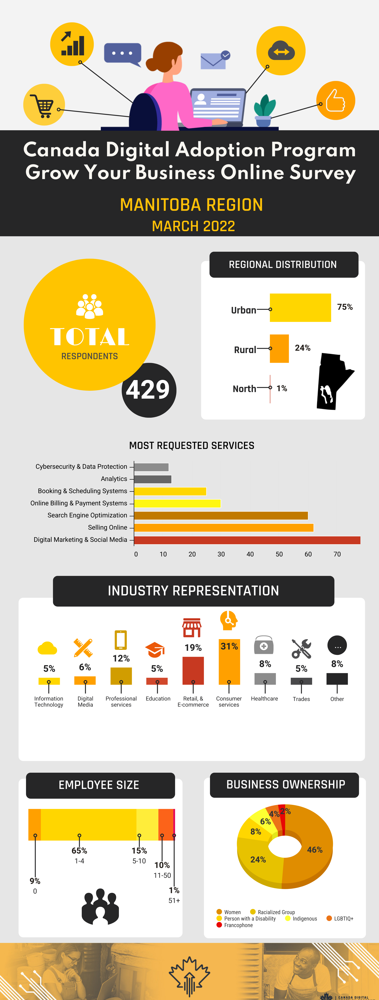 Canada Digital Adoption Program
Grow Your Business Online Survey
MANITOBA REGION
MARCH 2022
TOTAL
RESPONDENTS
429
REGIONAL DISTRIBUTION
Urban 75%
Rural 24%
North 1%
MOST REQUESTED SERVICES
Cybersecurity & Data Protection
Analytics
Booking & Scheduling Systems
Online Billing & Payment Systems
Search Engine Optimization
Selling Online
Digital Marketing & Social Media
0 10 20 30 40 50 60 70
INDUSTRY REPRESENTATION
5%
Information
Technology
6%
Digital
Media
12%
Professional
services
5%
Education
19%
Retail, &
E-commerce
31%
Consumer
services
8%
Healthcare
5%
Trades
...
8%
Other
EMPLOYEE SIZE
9%
0
65%
1-4
15%
5-10
10%
11-50
1%
51+
BUSINESS OWNERSHIP
46%
24%
8%
6%
4%
2%
Women Racialized Group
Person with a Disability Indigenous LGBTIQ+
Francophone
CANADA DIGITAL